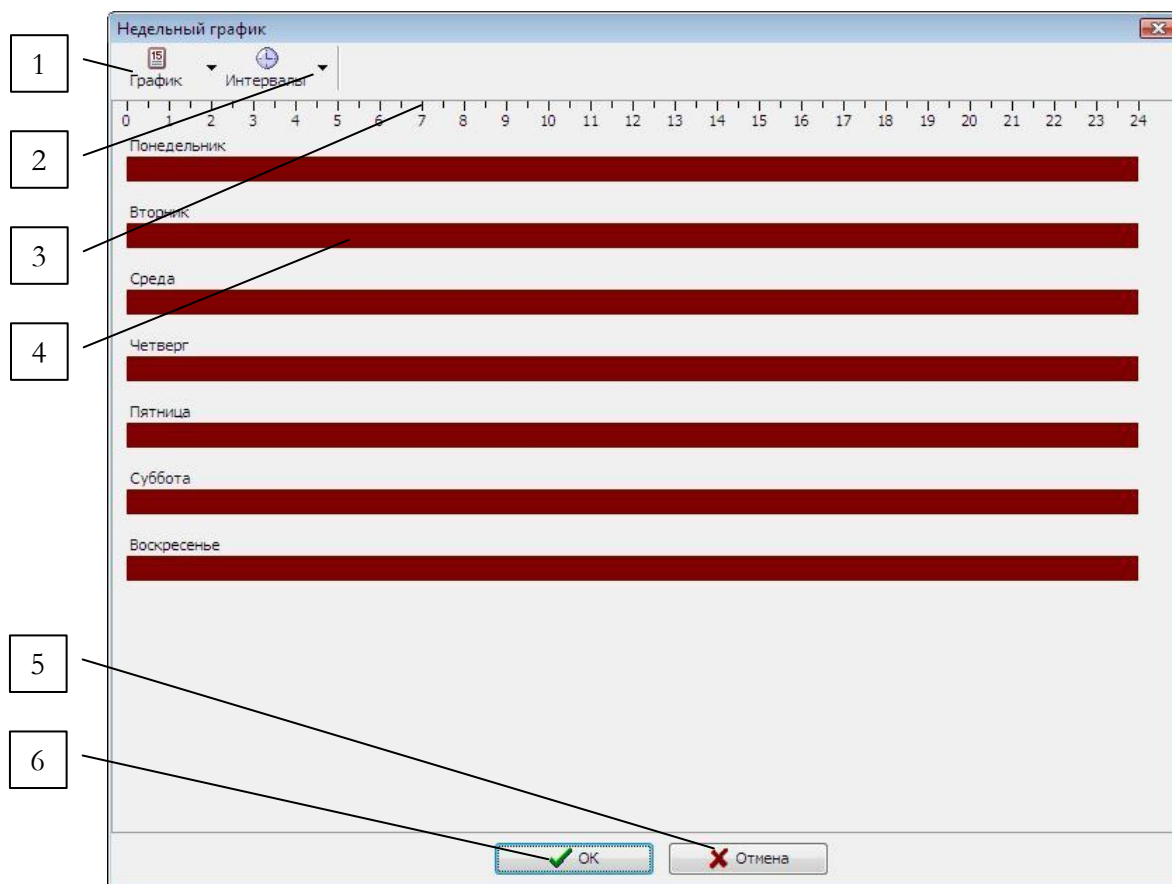 Недельный график
1
15
График
Интервалы
0 1 2 3 4 5 6 7 8 9 10 11 12 13 14 15 16 17 18 19 20 21 22 23 24
Понедельник
2
Вторник
3
Среда
4
Четверг
Пятница
Суббота
Воскресенье
5
6
OK
Отмена